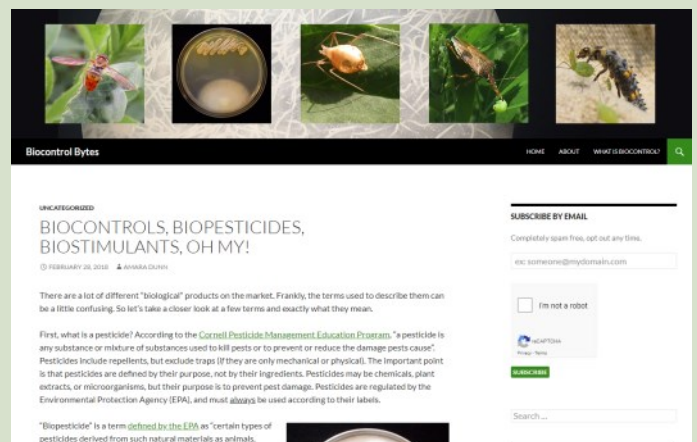 Biocontrol Bytes
HOME ABOUT WHAT IS BIOCONTROL?
UNCATEGORIZED
BIOCONTROLS, BIOPESTICIDES,
BIOSTIMULANTS, OH MY!
FEBRUARY 28, 2018 AMARA DUNN
There are a lot of different "biological" products on the market. Frankly, the terms used to describe them can
be a little confusing. So let's take a closer look at a few terms and exactly what they mean.
First, what is a pesticide? According to the Cornell Pesticide Management Education Program, "a pesticide is
any substance or mixture of substances used to kill pests or to prevent or reduce the damage pests cause".
Pesticides include repellents, but exclude traps (if they are only mechanical or physical). The important point
is that pesticides are defined by their purpose, not by their ingredients. Pesticides may be chemicals, plant
extracts, or microorganisms, but their purpose is to prevent pest damage. Pesticides are regulated by the
Environmental Protection Agency (EPA), and must always be used according to their labels.
"Biopesticide" is a term defined by the EPA as "certain types of
pesticides derived from such natural materials as animals,
SUBSCRIBE BY EMAIL
Completely spam free, opt out any time.
ex: someone@mydomain.com
I'm not a robot
reCAPTCHA
Privacy - Terms
SUBSCRIBE
Search ...